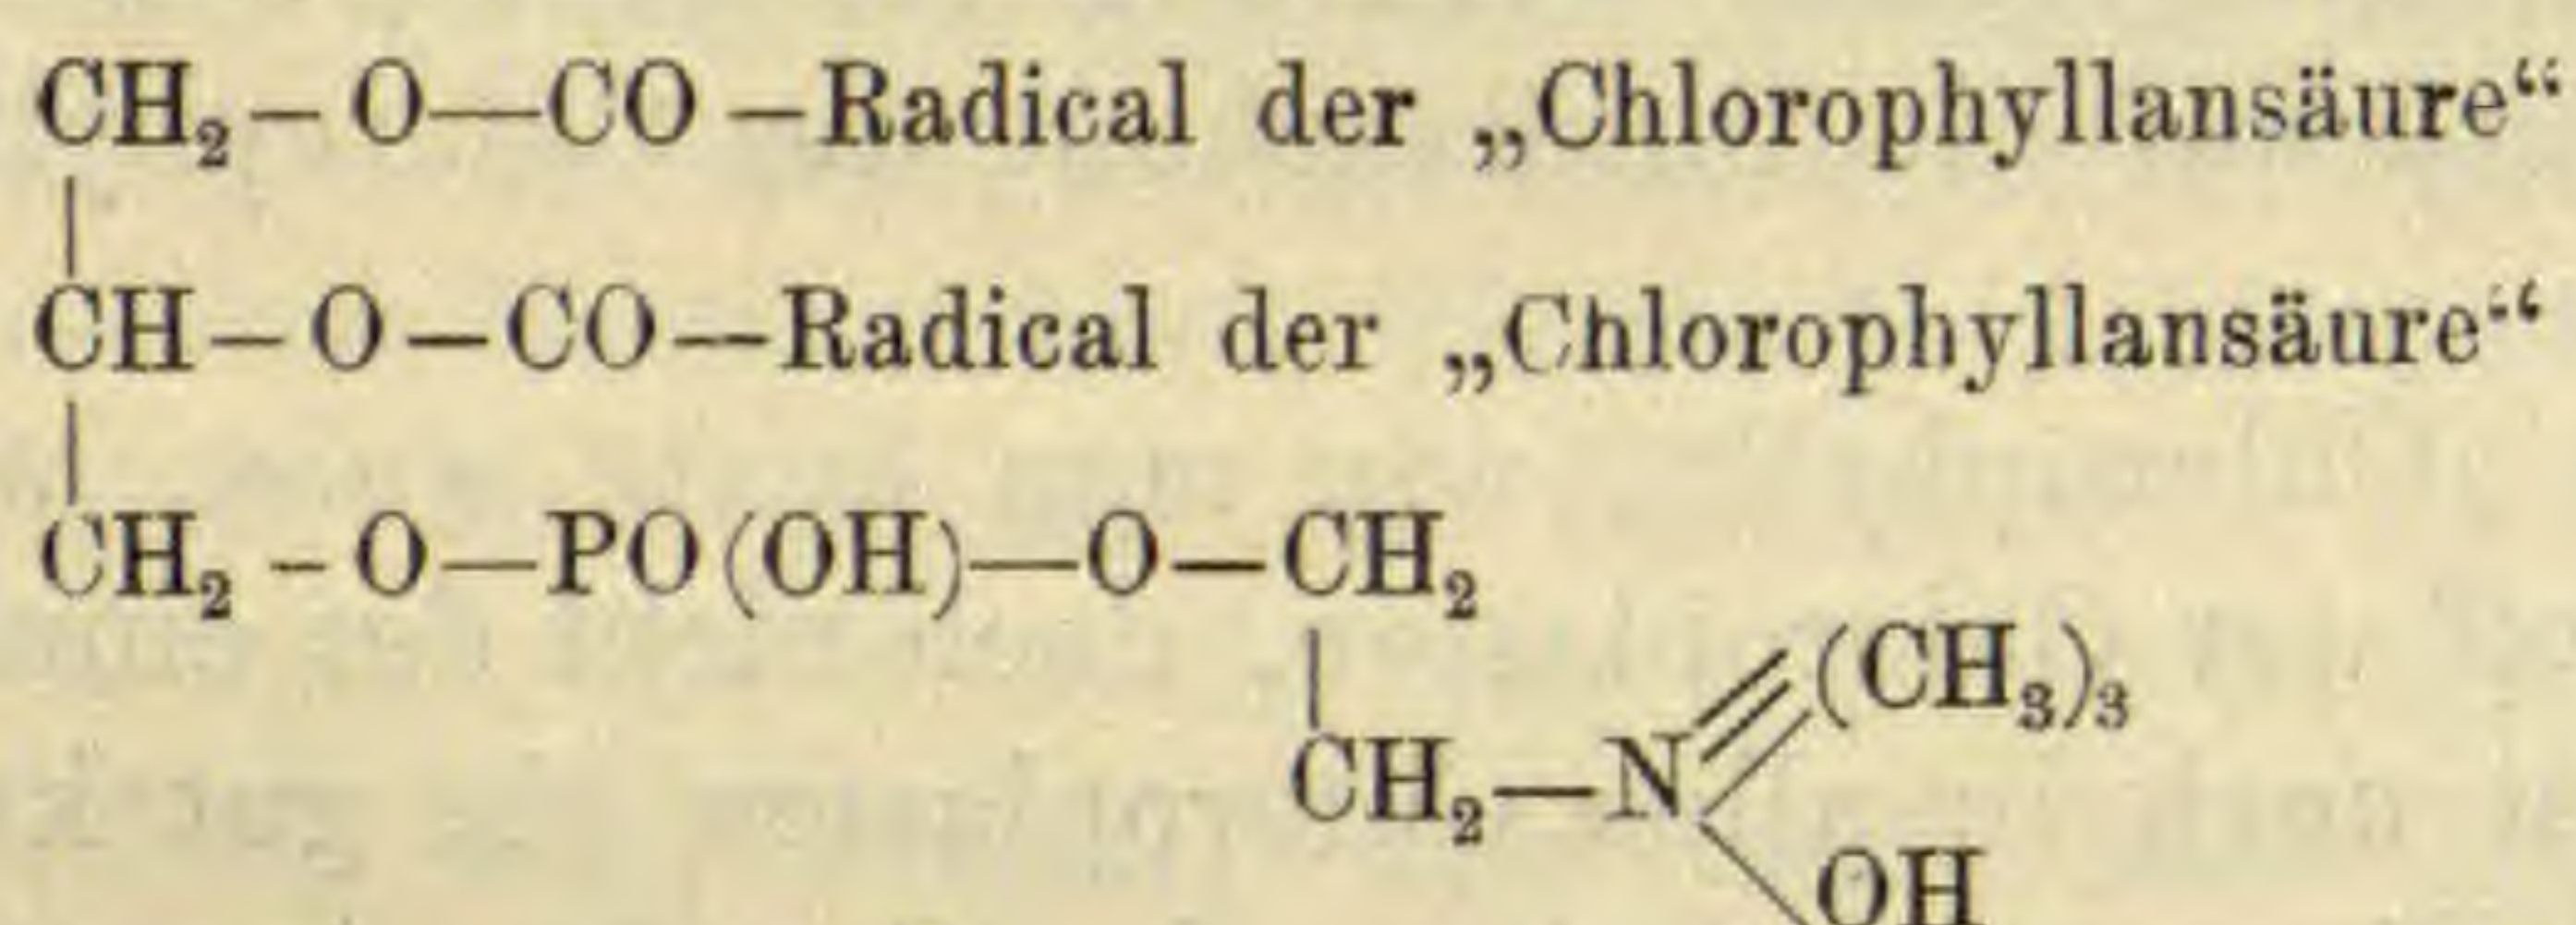 CH₂–O—CO–Radical der „Chlorophyllansäure“
CH–O–CO–Radical der „Chlorophyllansäure“
CH₂–O—PO(OH)—O—CH₂
(CH₃)₃
CH₂—N
OH